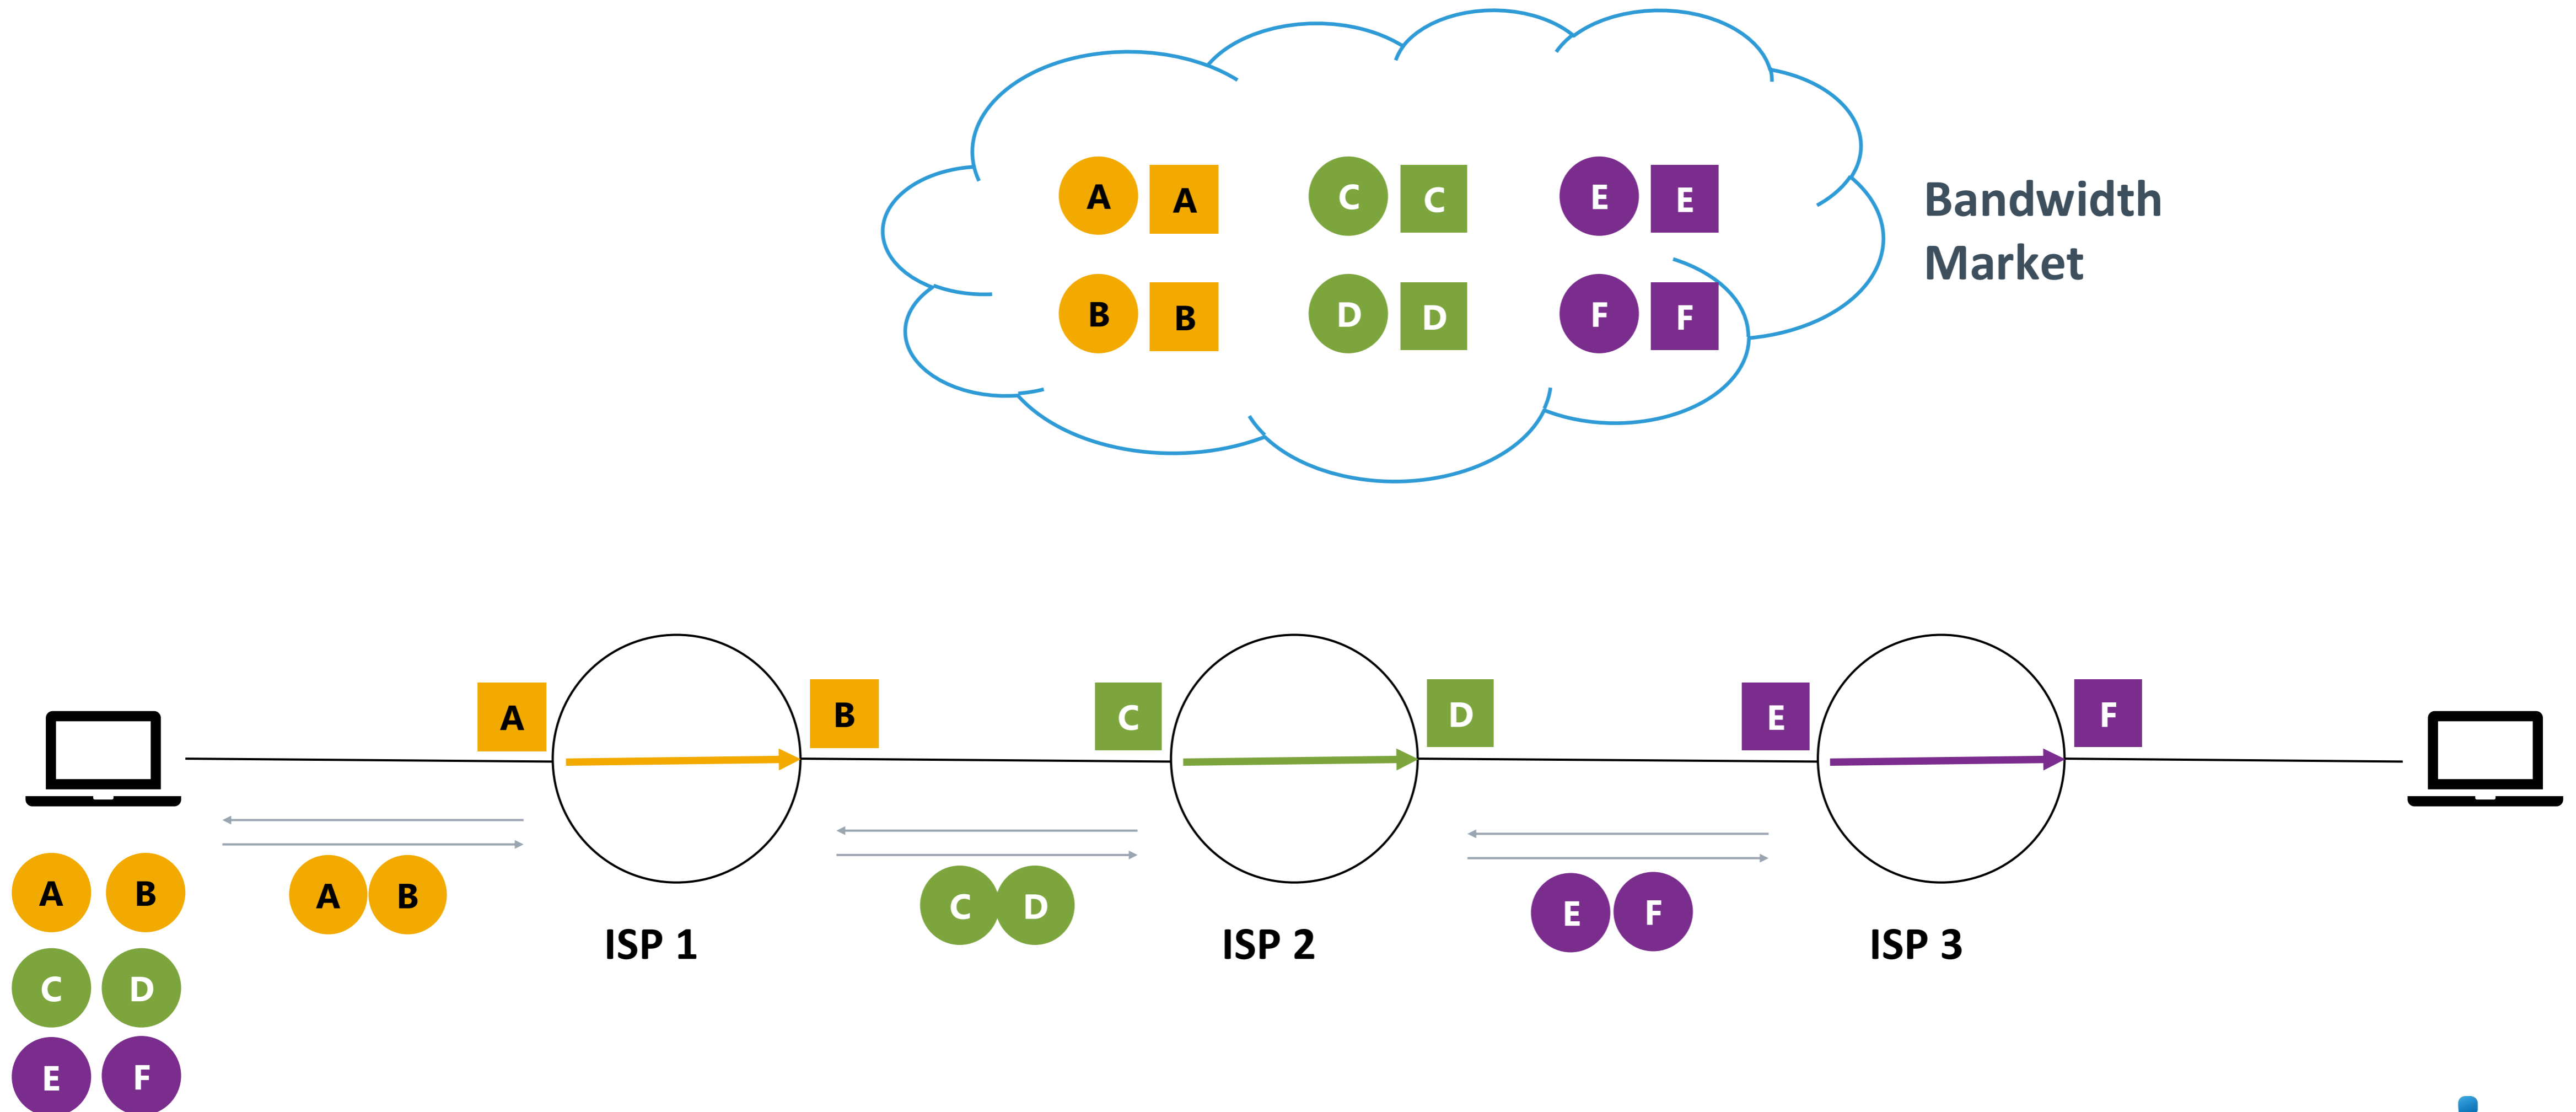 A A C C E E
B B D D F F
Bandwidth
Market
A B C D E F
A B A B C D E F
C D
E F
ISP 1 ISP 2 ISP 3